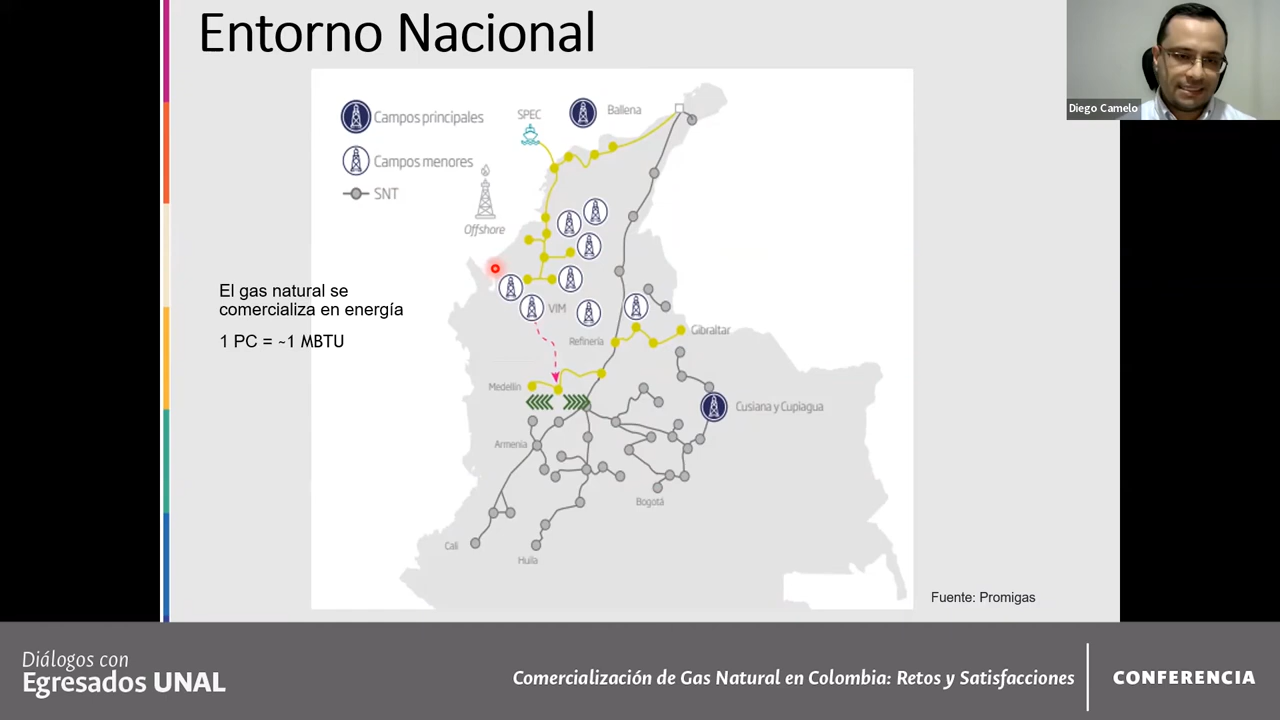 Entorno Nacional
Diego Camelo
Campos principales
Campos menores
SNT
SPEC
Ballena
Offshore
El gas natural se
comercializa en energía
1 PC = ~1 MBTU
VIM
Refinería
Gibraltar
Medellín
Cusiana y Cupiagua
Armenia
Bogotá
Cali
Huila
Fuente: Promigas
Diálogos con
Egresados UNAL
Comercialización de Gas Natural en Colombia: Retos y Satisfacciones
CONFERENCIA